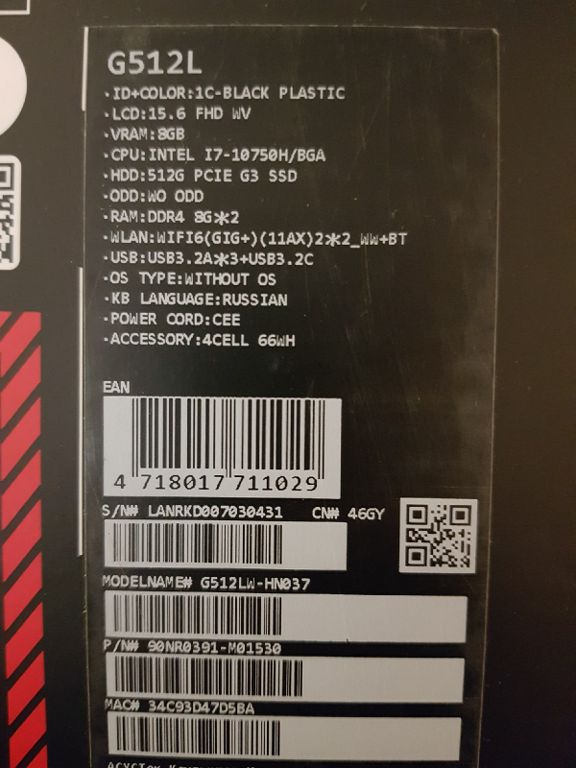 G512L
·ID+COLOR:1C-BLACK PLASTIC
·LCD:15.6 FHD WV
·VRAM:8GB
·CPU:INTEL I7-10750H/BGA
·HDD:512G PCIE G3 SSD
·ODD:WO ODD
·RAM:DDR4 8G*2
·WLAN:WIFI6(GIG+)(11AX)2*2_WW+BT
·USB:USB3.2A*3+USB3.2C
·OS TYPE:WITHOUT OS
·KB LANGUAGE:RUSSIAN
·POWER CORD:CEE
·ACCESSORY:4CELL 66WH
EAN
4 718017 711029
S/N# LANRKD007030431 CN# 46GY
MODELNAME# G512LW-HN037
P/N# 90NR0391-M01530
MAC# 34C93D47D5BA